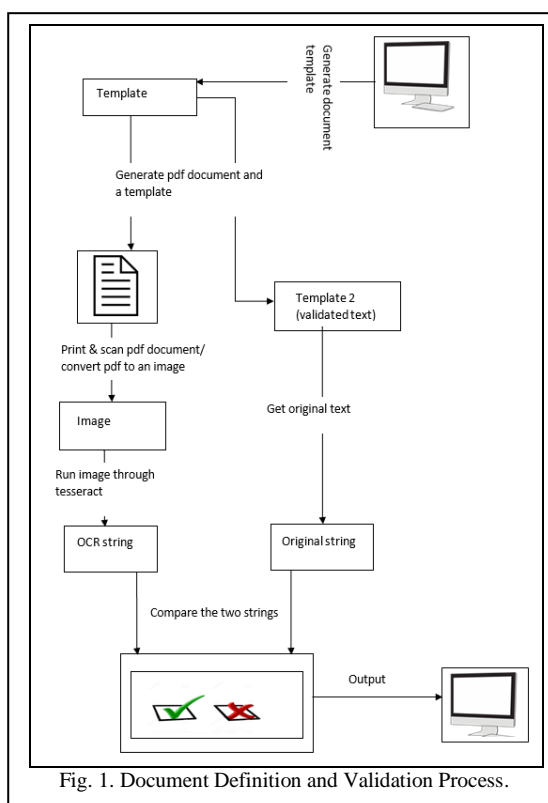 Generate document
template
Template
Generate pdf document and
a template
Template 2
(validated text)
Print & scan pdf document/
convert pdf to an image
Get original text
Image
Run image through
tesseract
OCR string
Original string
Compare the two strings
Output
Fig. 1. Document Definition and Validation Process.